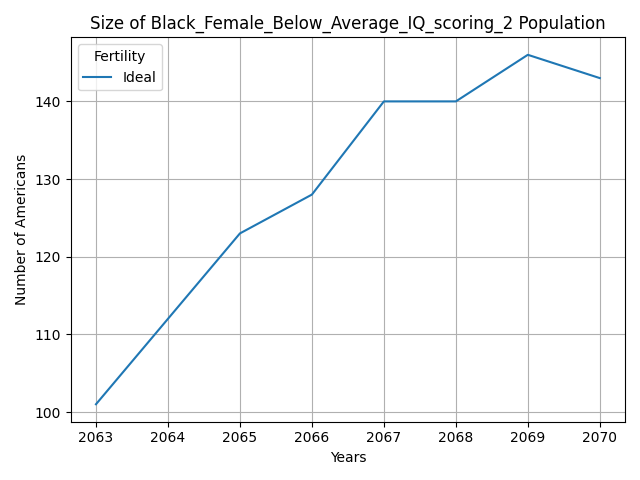 Size of Black_Female_Below_Average_IQ_scoring_2 Population
Fertility
Ideal
Number of Americans
140
130
120
110
100
2063 2064 2065 2066 2067 2068 2069 2070
Years